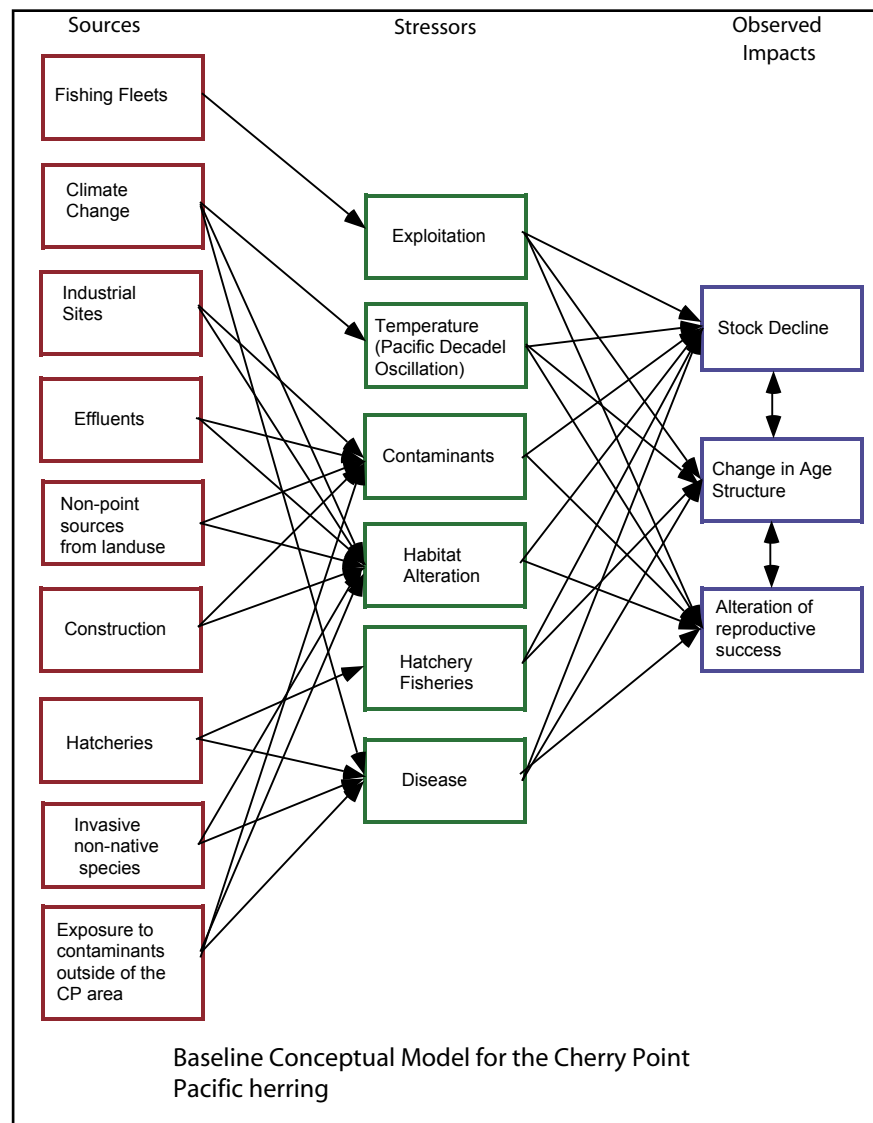 Sources
Stressors
Observed
Impacts
Fishing Fleets
Climate
Change
Industrial
Sites
Effluents
Non-point
sources
from landuse
Construction
Hatcheries
Invasive
non-native
species
Exposure to
contaminants
outside of the
CP area
Exploitation
Temperature
(Pacific Decadel
Oscillation)
Contaminants
Habitat
Alteration
Hatchery
Fisheries
Disease
Stock Decline
Change in Age
Structure
Alteration of
reproductive
success
Baseline Conceptual Model for the Cherry Point
Pacific herring